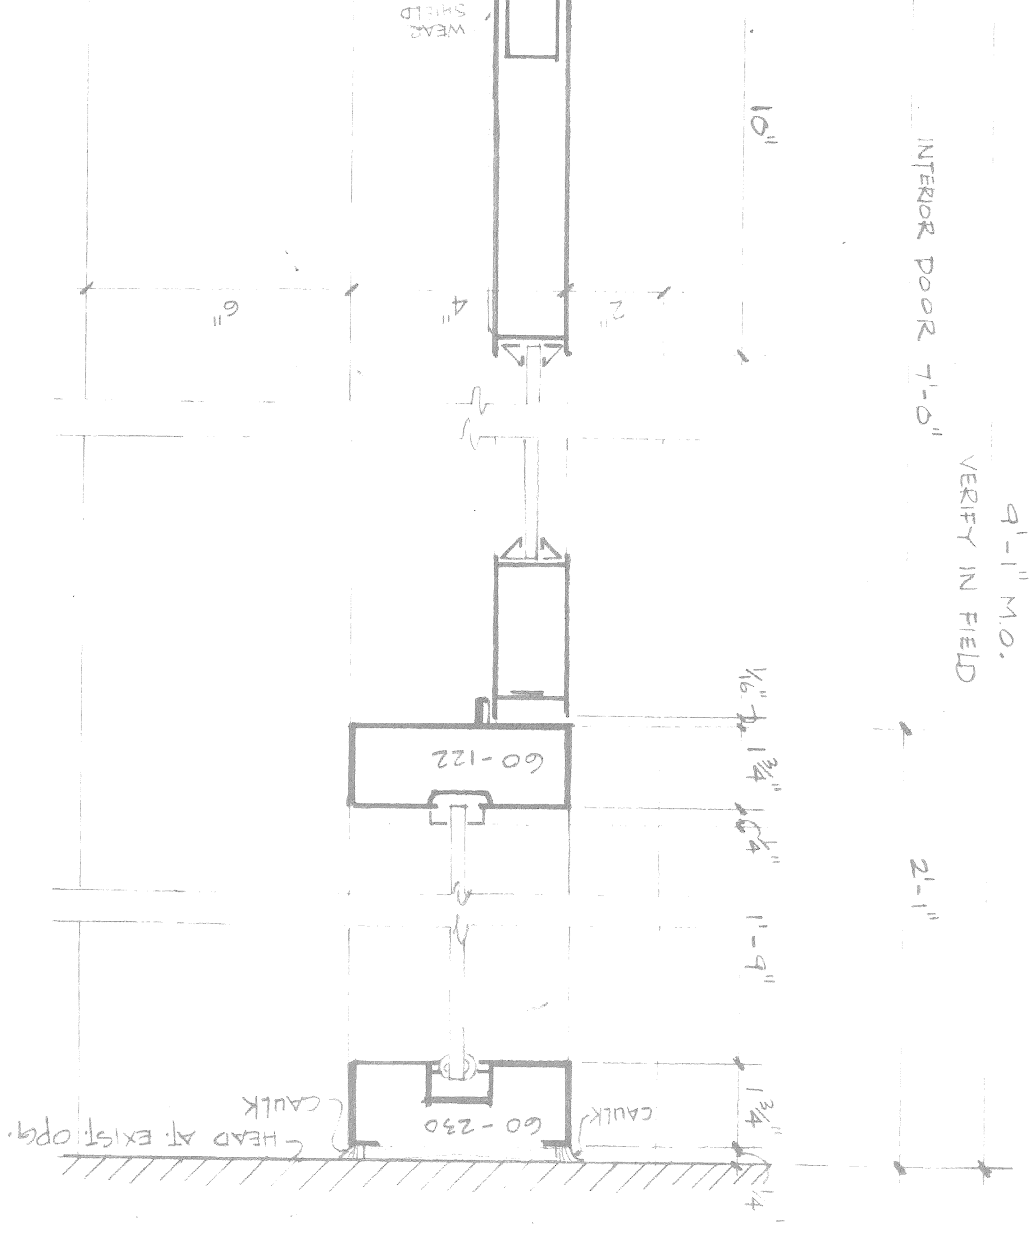 WEAR
SHIELD
10"
INTERIOR DOOR 7'-0"
6"
4"
2"
9'-1" M.O.
VERIFY IN FIELD
1/16"
60-122
1 3/4"
1/4"
2'-1"
1'-9"
1 3/4"
60-230
CAULK
CAULK
HEAD AT EXIST. OPG.
1/4"